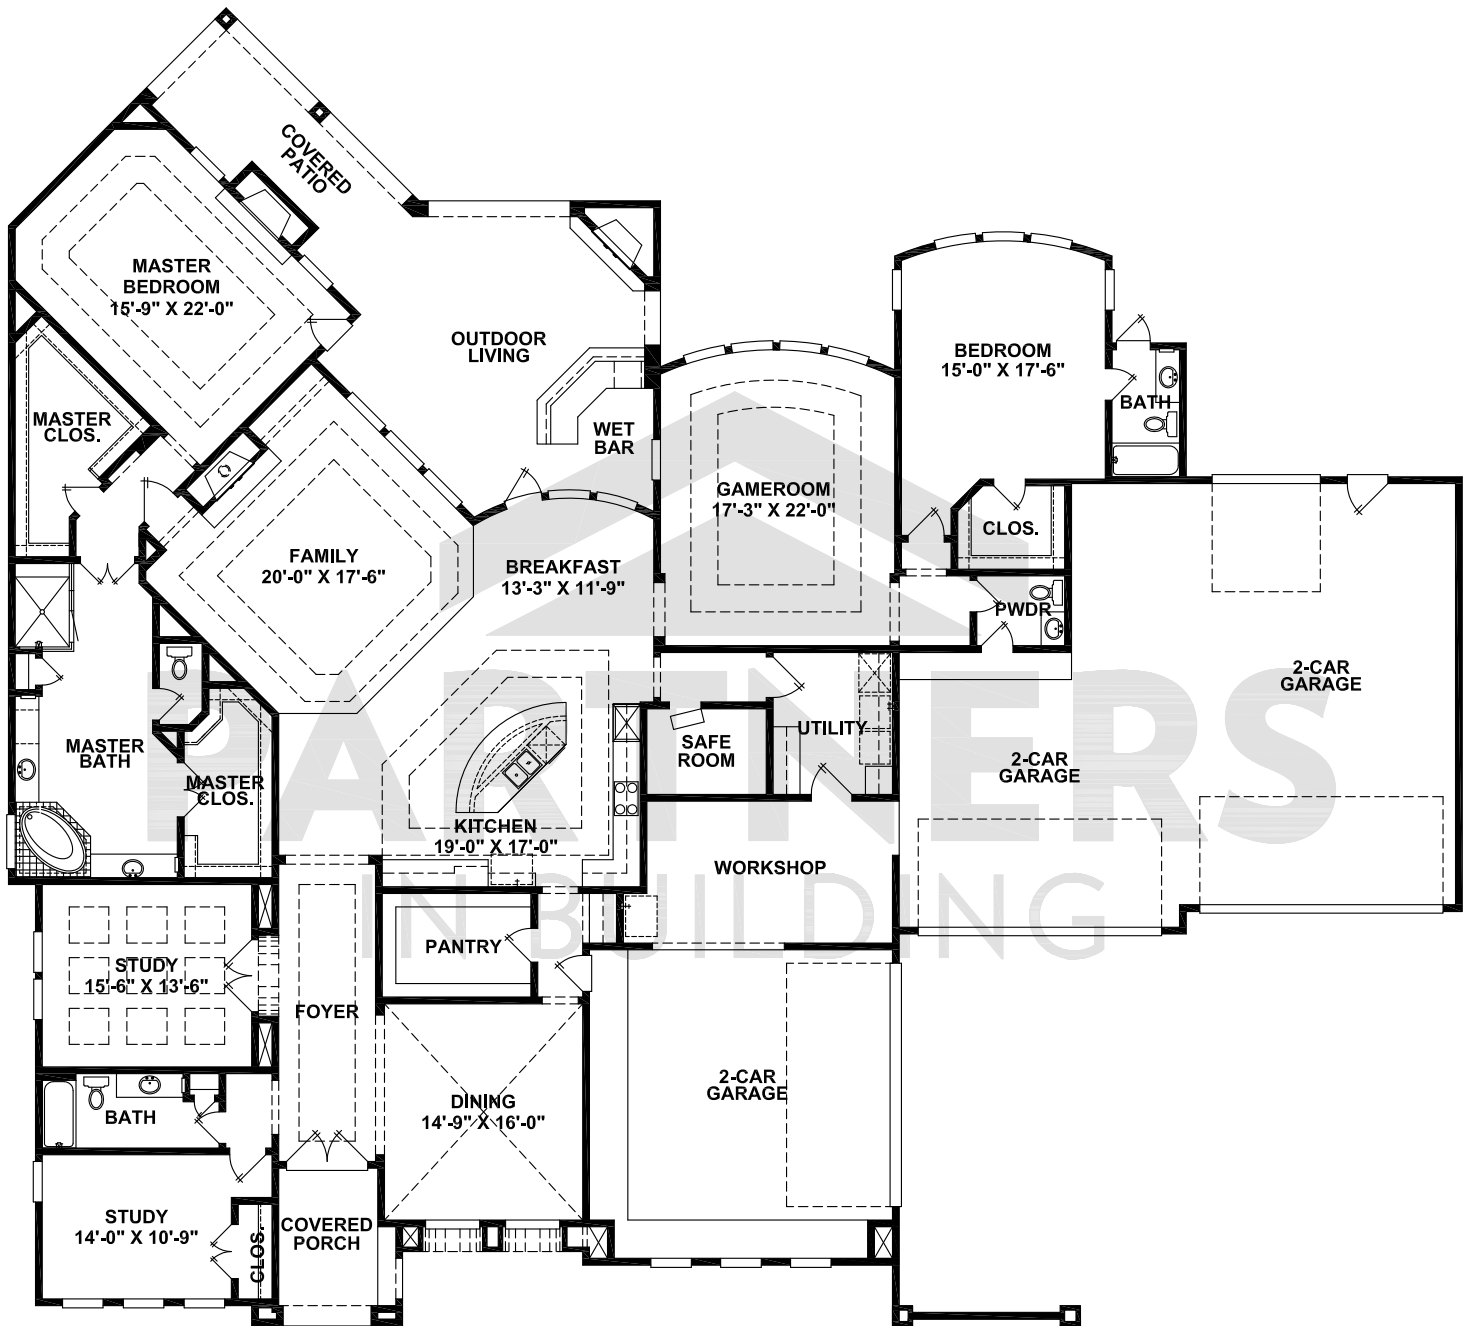 COVERED
PATIO
MASTER
BEDROOM
15'-9" X 22'-0"
OUTDOOR
LIVING
BEDROOM
15'-0" X 17'-6"
BATH
MASTER
CLOS.
WET
BAR
GAMEROOM
17'-3" X 22'-0"
CLOS.
FAMILY
20'-0" X 17'-6"
BREAKFAST
13'-3" X 11'-9"
PWDR
2-CAR
GARAGE
PARTNERS
IN BUILDING
MASTER
BATH
MASTER
CLOS.
SAFE
ROOM
UTILITY
2-CAR
GARAGE
KITCHEN
19'-0" X 17'-0"
WORKSHOP
PANTRY
STUDY
15'-6" X 13'-6"
FOYER
2-CAR
GARAGE
DINING
14'-9" X 16'-0"
BATH
STUDY
14'-0" X 10'-9"
CLOS.
COVERED
PORCH